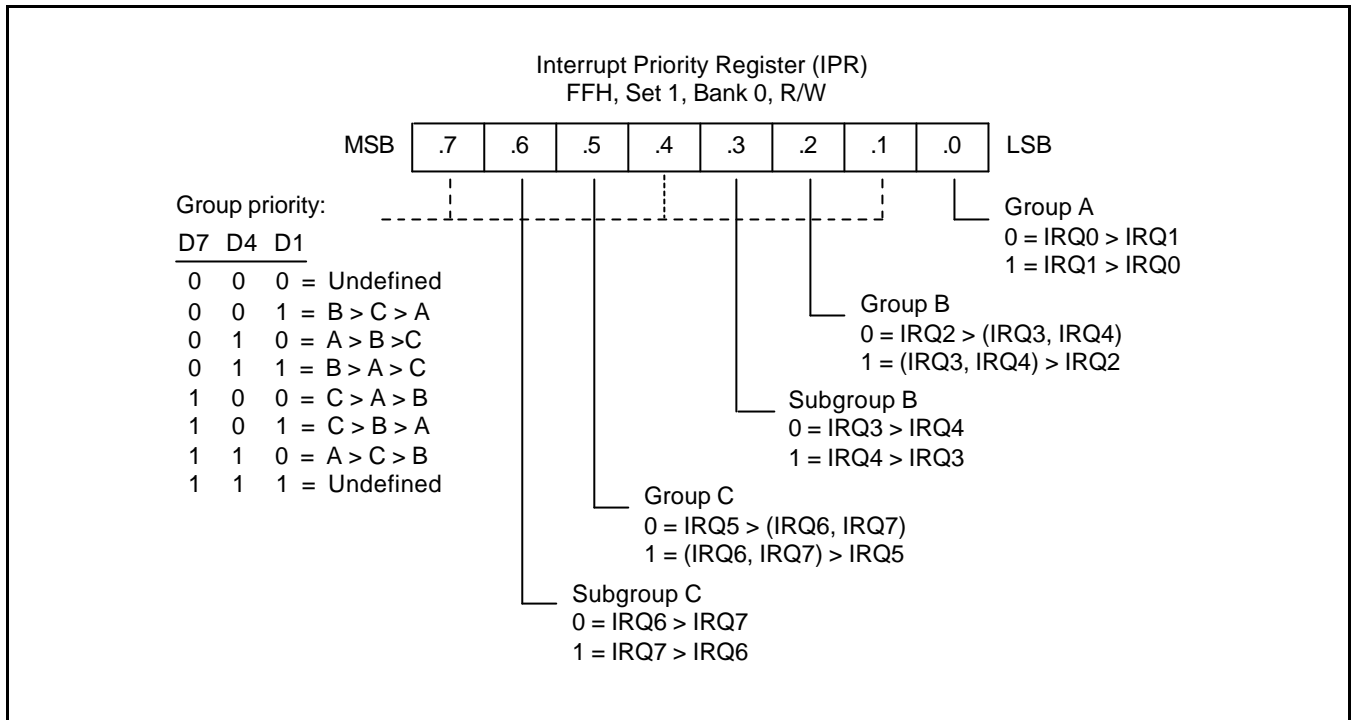 Interrupt Priority Register (IPR)
FFH, Set 1, Bank 0, R/W
MSB .7 .6 .5 .4 .3 .2 .1 .0 LSB
Group priority:
D7 D4 D1
0 0 0 = Undefined
0 0 1 = B > C > A
0 1 0 = A > B >C
0 1 1 = B > A > C
1 0 0 = C > A > B
1 0 1 = C > B > A
1 1 0 = A > C > B
1 1 1 = Undefined
Group A
0 = IRQ0 > IRQ1
1 = IRQ1 > IRQ0
Group B
0 = IRQ2 > (IRQ3, IRQ4)
1 = (IRQ3, IRQ4) > IRQ2
Subgroup B
0 = IRQ3 > IRQ4
1 = IRQ4 > IRQ3
Group C
0 = IRQ5 > (IRQ6, IRQ7)
1 = (IRQ6, IRQ7) > IRQ5
Subgroup C
0 = IRQ6 > IRQ7
1 = IRQ7 > IRQ6